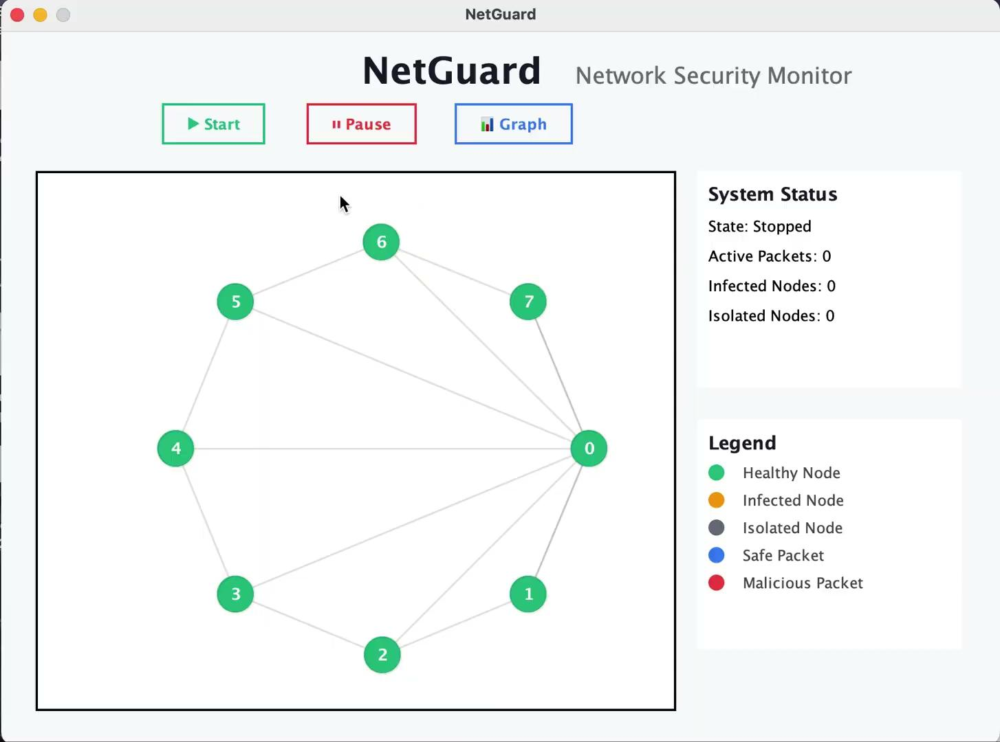 NetGuard
NetGuard Network Security Monitor
Start
Pause
Graph
6
5
7
4
0
3
1
2
System Status
State: Stopped
Active Packets: 0
Infected Nodes: 0
Isolated Nodes: 0
Legend
Healthy Node
Infected Node
Isolated Node
Safe Packet
Malicious Packet